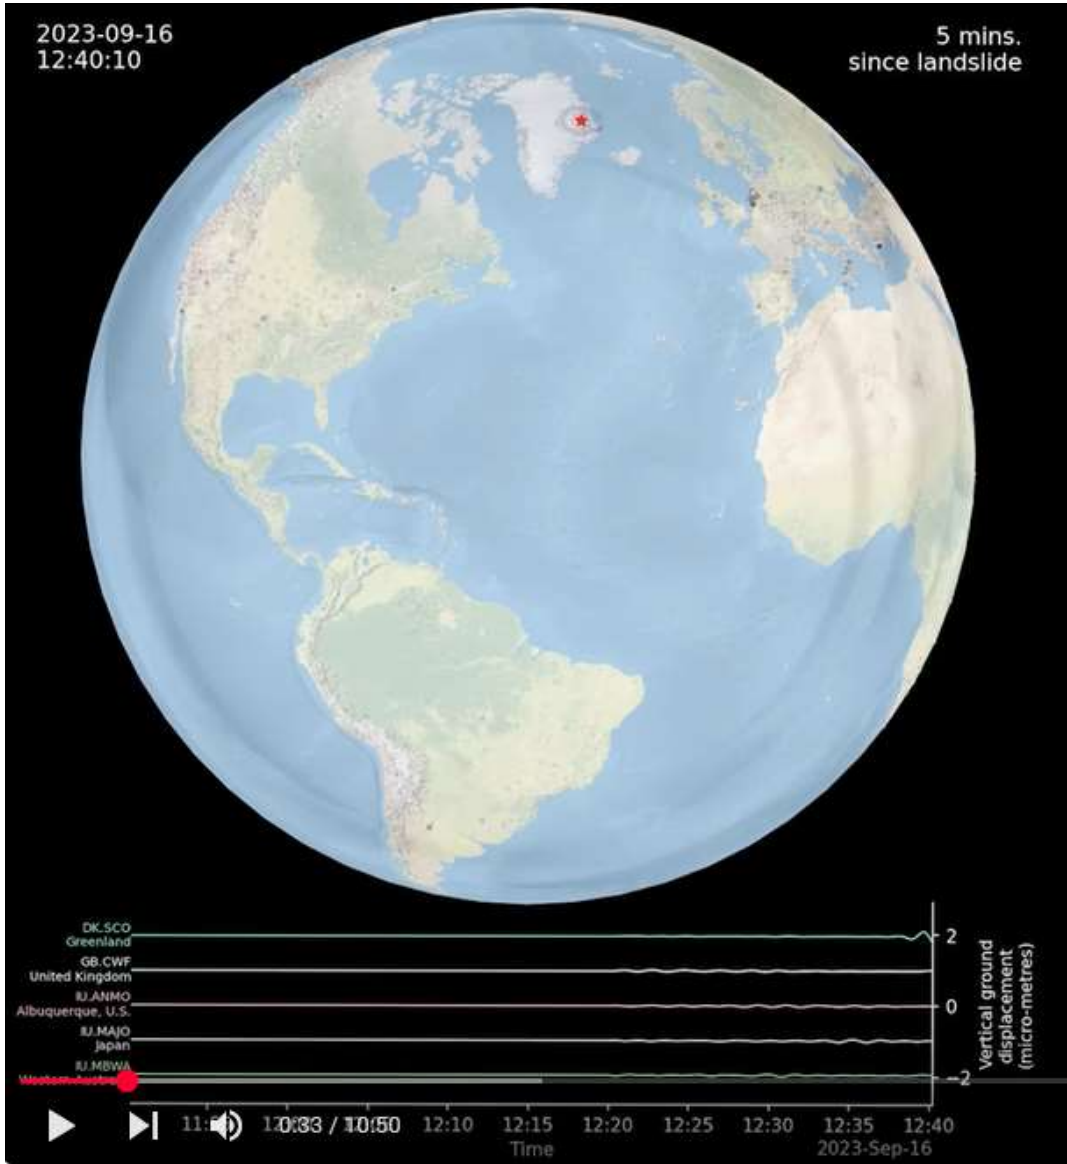 2023-09-16
12:40:10
5 mins.
since landslide
DK.SCO
Greenland
GB.CWF
United Kingdom
IU.ANMO
Albuquerque, U.S.
IU.MAJO
Japan
IU.MBWA
Western
2
0
−2
Vertical ground
displacement
(micro-metres)
0:33 / 10:50
12:10
12:15
12:20
12:25
12:30
12:35
12:40
Time
2023-Sep-16